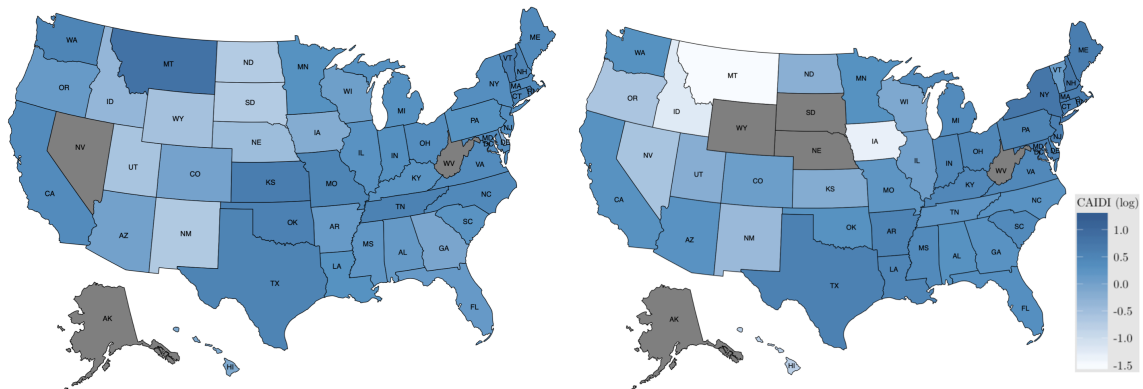 WA
MT
ND
MN
ME
OR
ID
SD
WI
VT
NH
NY
MA
CT
WY
MI
IA
PA
NE
NJ
NV
OH
MD
DE
UT
IL
IN
CO
WV
VA
CA
KS
MO
KY
NC
TN
OK
AZ
NM
AR
SC
MS
AL
GA
LA
TX
FL
AK
HI
WA
MT
ND
MN
ME
OR
ID
SD
WI
VT
NH
NY
MA
CT
WY
MI
IA
PA
NE
NJ
NV
OH
DE
UT
IL
IN
CO
WV
VA
CA
KS
MO
KY
NC
TN
OK
AZ
NM
AR
SC
MS
AL
GA
LA
TX
FL
AK
HI
CAIDI (log)
1.0
0.5
0.0
-0.5
-1.0
-1.5